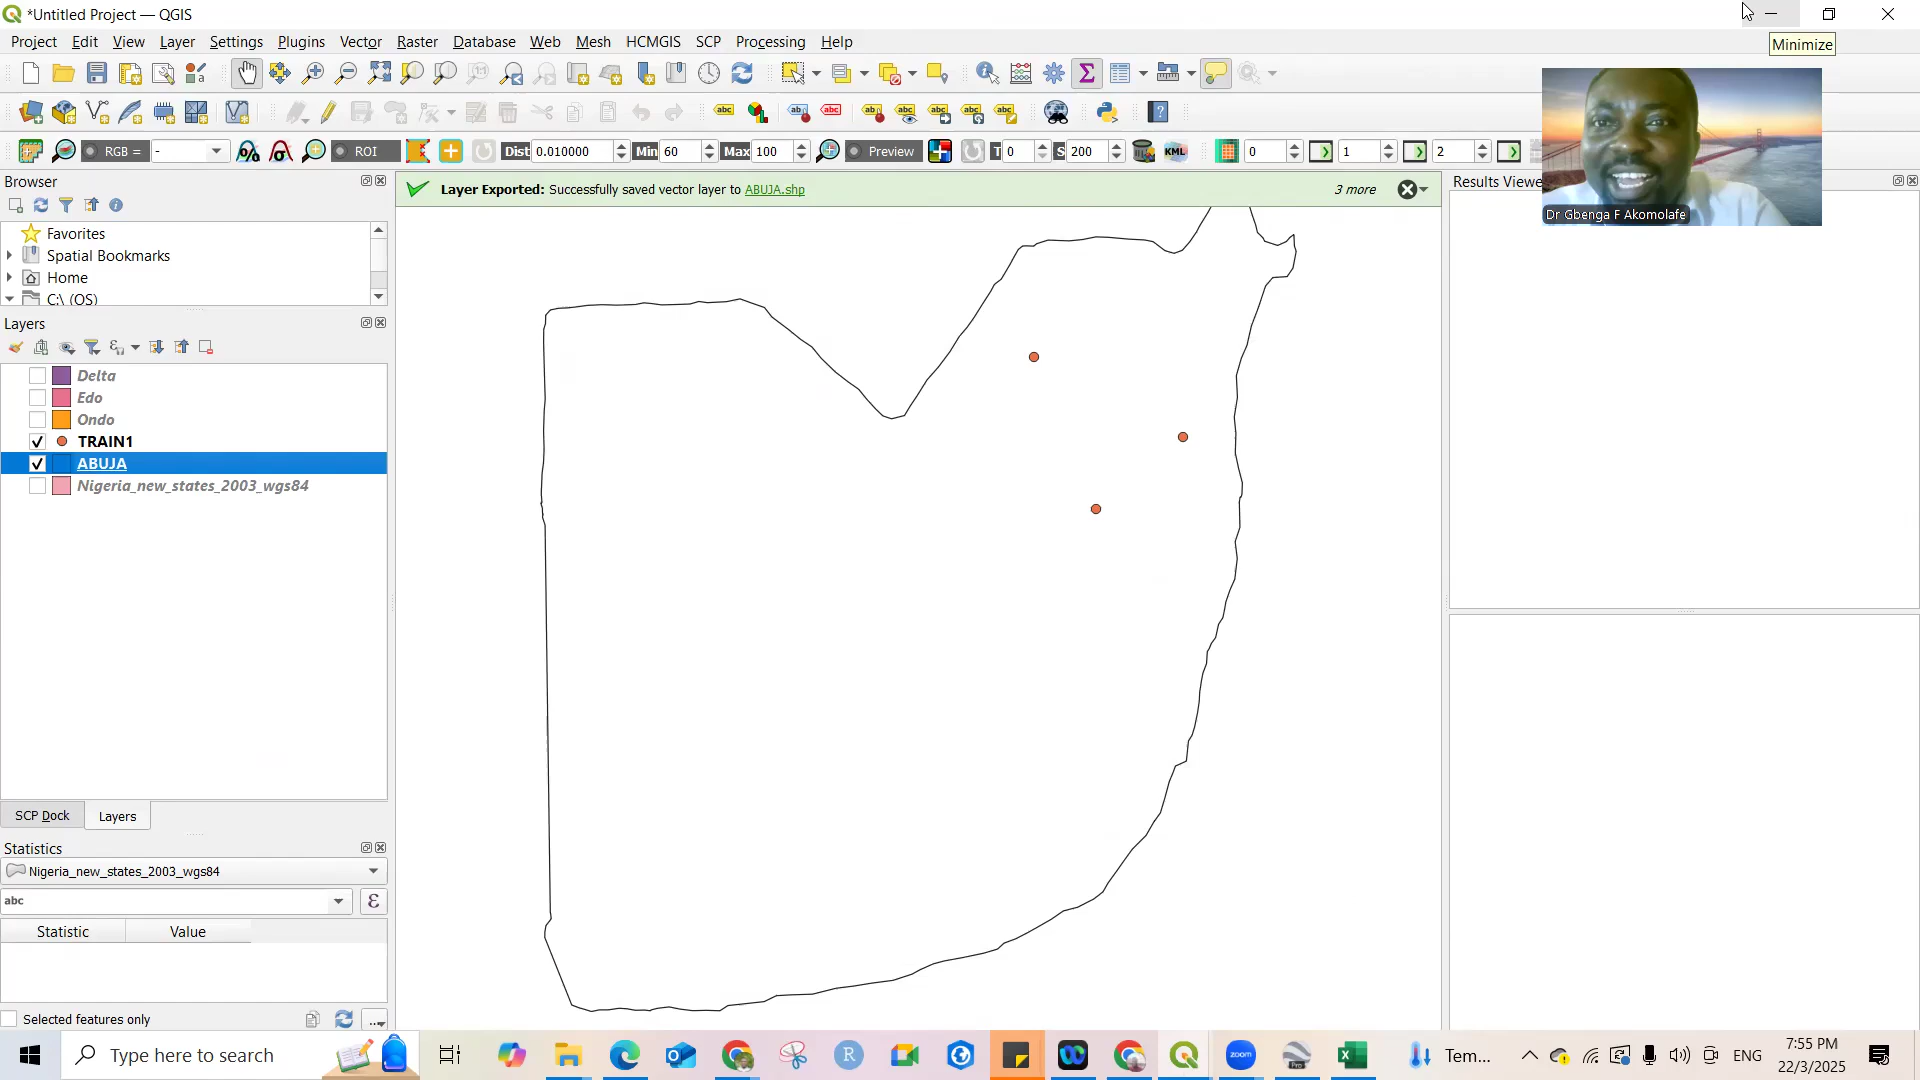 *Untitled Project — QGIS
Project Edit View Layer Settings Plugins Vector Raster Database Web Mesh HCMGIS SCP Processing Help
Minimize
RGB = - ROI Dist 0.010000 Min 60 Max 100 Preview T 0 S 200 KML 0 1 2
Browser
Layer Exported: Successfully saved vector layer to ABUJA.shp 3 more
Results Viewe
Dr Gbenga F Akomolafe
Favorites
Spatial Bookmarks
Home
C:\ (OS)
Layers
Delta
Edo
Ondo
TRAIN1
ABUJA
Nigeria_new_states_2003_wgs84
SCP Dock Layers
Statistics
Nigeria_new_states_2003_wgs84
abc ε
Statistic Value
Selected features only
Type here to search
zoom
Pro
Tem...
ENG
7:55 PM
22/3/2025